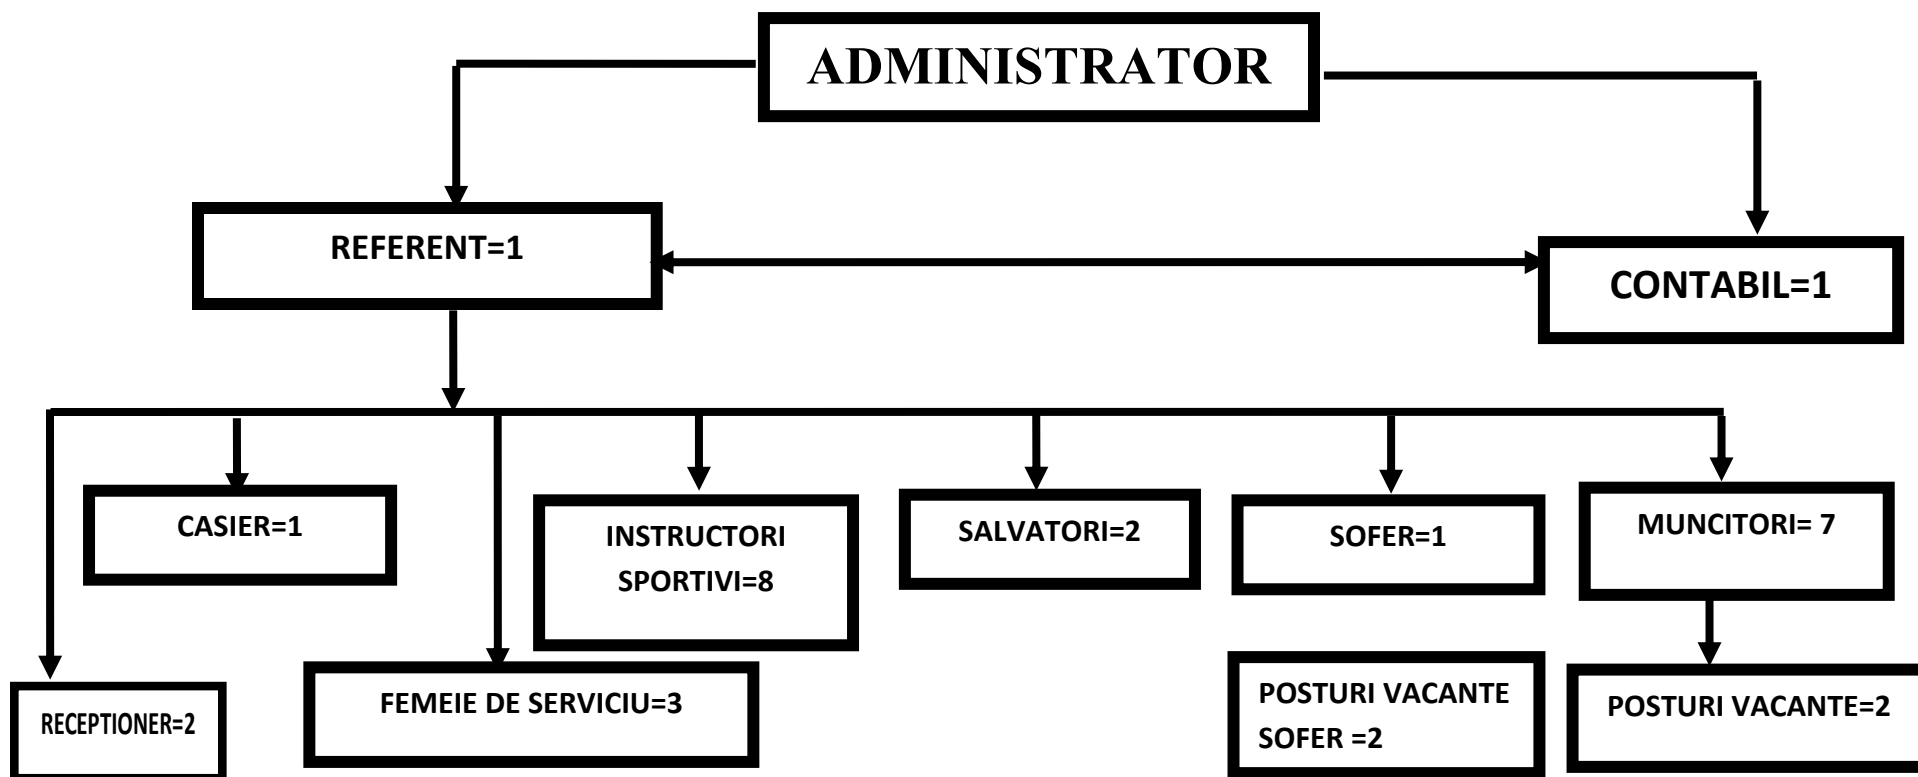 ADMINISTRATOR
REFERENT=1
CONTABIL=1
CASIER=1
INSTRUCTORI
SPORTIVI=8
SALVATORI=2
SOFER=1
MUNCITORI= 7
RECEPTIONER=2
FEMEIE DE SERVICIU=3
POSTURI VACANTE
SOFER =2
POSTURI VACANTE=2